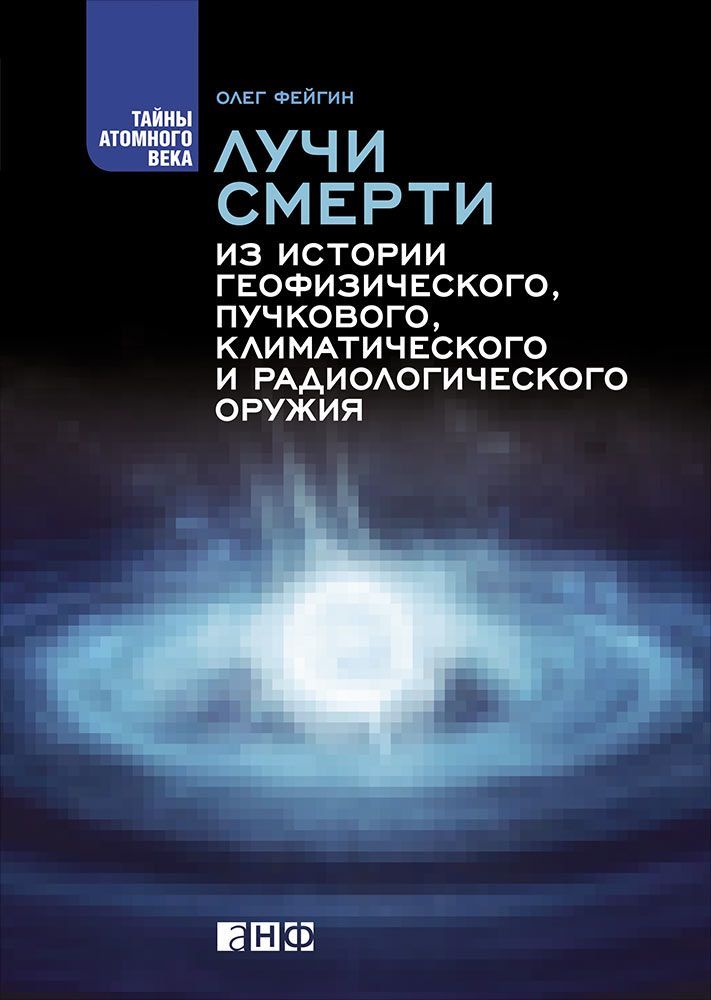 ТАЙНЫ
АТОМНОГО
ВЕКА
ОЛЕГ ФЕЙГИН
ЛУЧИ
СМЕРТИ
ИЗ ИСТОРИИ
ГЕОФИЗИЧЕСКОГО,
ПУЧКОВОГО,
КЛИМАТИЧЕСКОГО
И РАДИОЛОГИЧЕСКОГО
ОРУЖИЯ
АНФ